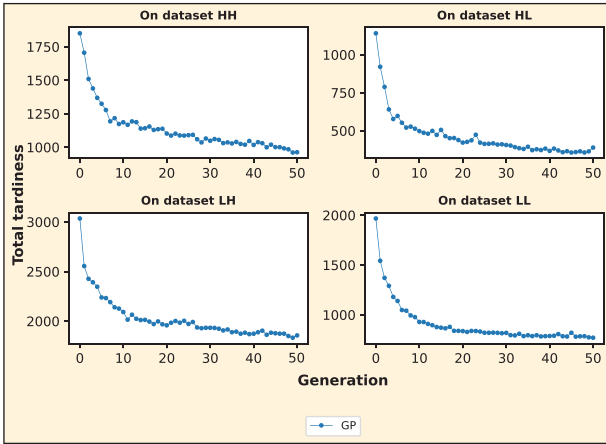 On dataset HH
On dataset HL
1750
1500
1250
1000
0 10 20 30 40 50
1000
750
500
0 10 20 30 40 50
Total tardiness
On dataset LH
On dataset LL
3000
2500
2000
0 10 20 30 40 50
2000
1000
0 10 20 30 40 50
Generation
GP